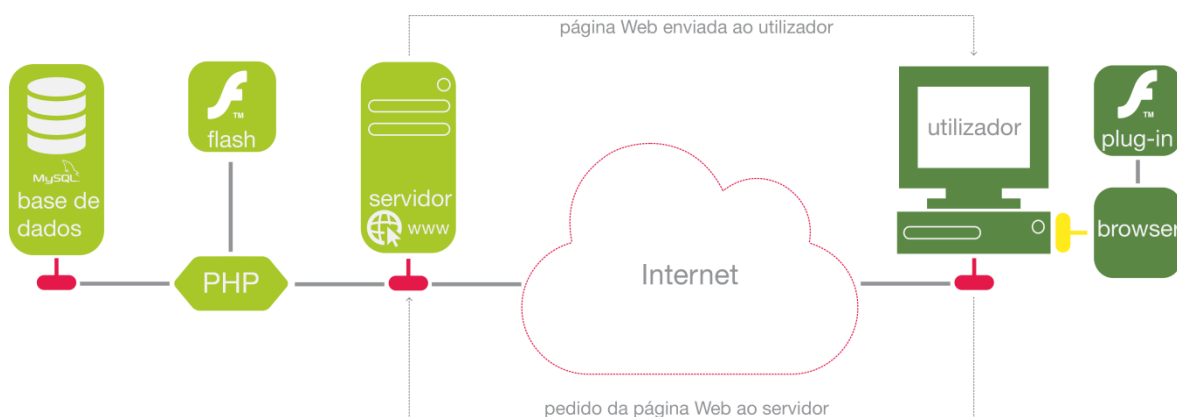 página Web enviada ao utilizador
MySQL
base de
dados
flash
TM
PHP
servidor
www
Internet
utilizador
TM
plug-in
browser
pedido da página Web ao servidor